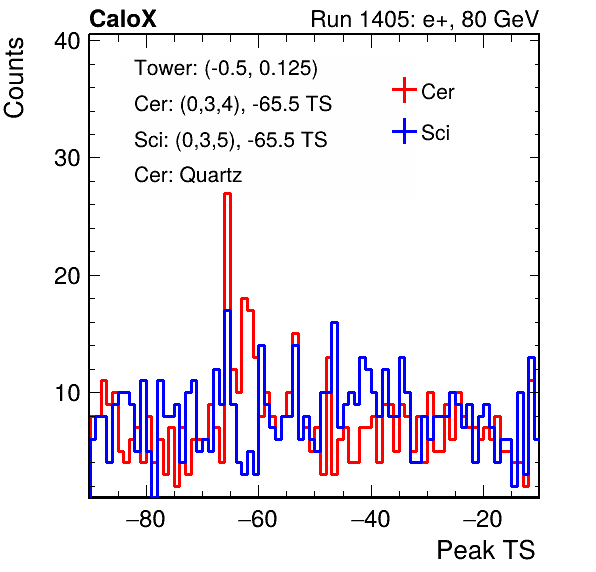 CaloX Run 1405: e+, 80 GeV
Counts
40
30
20
10
Tower: (-0.5, 0.125)
Cer: (0,3,4), -65.5 TS
Sci: (0,3,5), -65.5 TS
Cer: Quartz
Cer
Sci
−80 −60 −40 −20
Peak TS